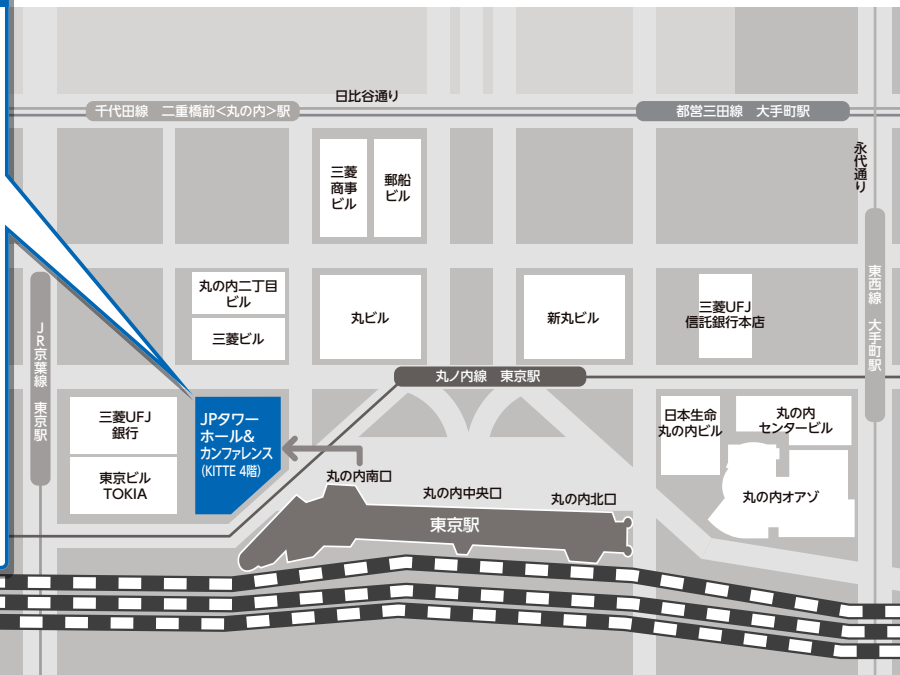 日比谷通り
千代田線 二重橋前<丸の内>駅
都営三田線 大手町駅
永代通り
三菱
商事
ビル
郵船
ビル
東西線 大手町駅
JR京葉線 東京駅
丸の内二丁目
ビル
三菱ビル
丸ビル
新丸ビル
三菱UFJ
信託銀行本店
丸ノ内線 東京駅
三菱UFJ
銀行
東京ビル
TOKIA
JPタワー
ホール&
カンファレンス
(KITTE 4階)
日本生命
丸の内ビル
丸の内
センタービル
丸の内オアゾ
丸の内南口
丸の内中央口
丸の内北口
東京駅